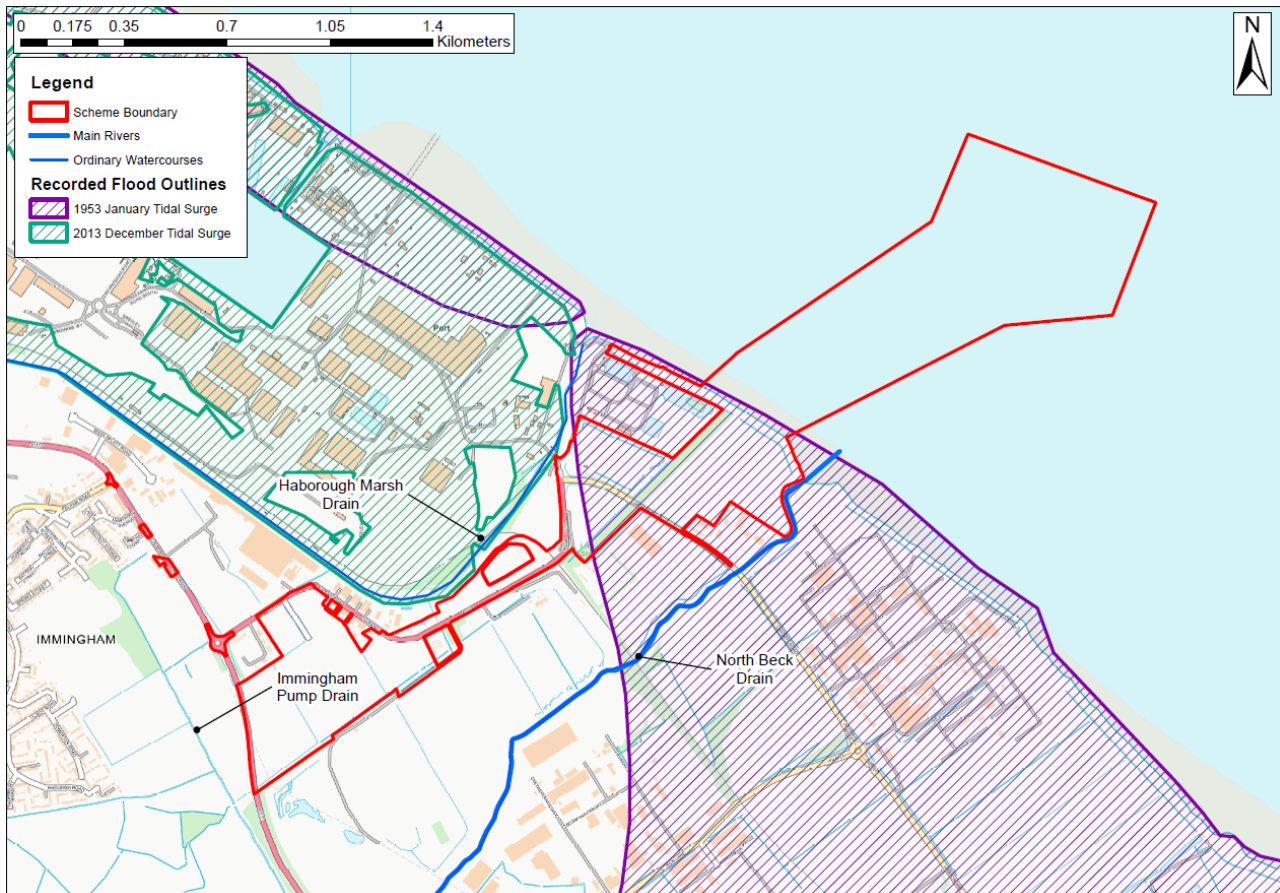 0 0.175 0.35 0.7 1.05 1.4
Kilometers
N
Legend
Scheme Boundary
Main Rivers
Ordinary Watercourses
Recorded Flood Outlines
1953 January Tidal Surge
2013 December Tidal Surge
Port
Haborough Marsh
Drain
IMMINGHAM
Immingham
Pump Drain
North Beck
Drain